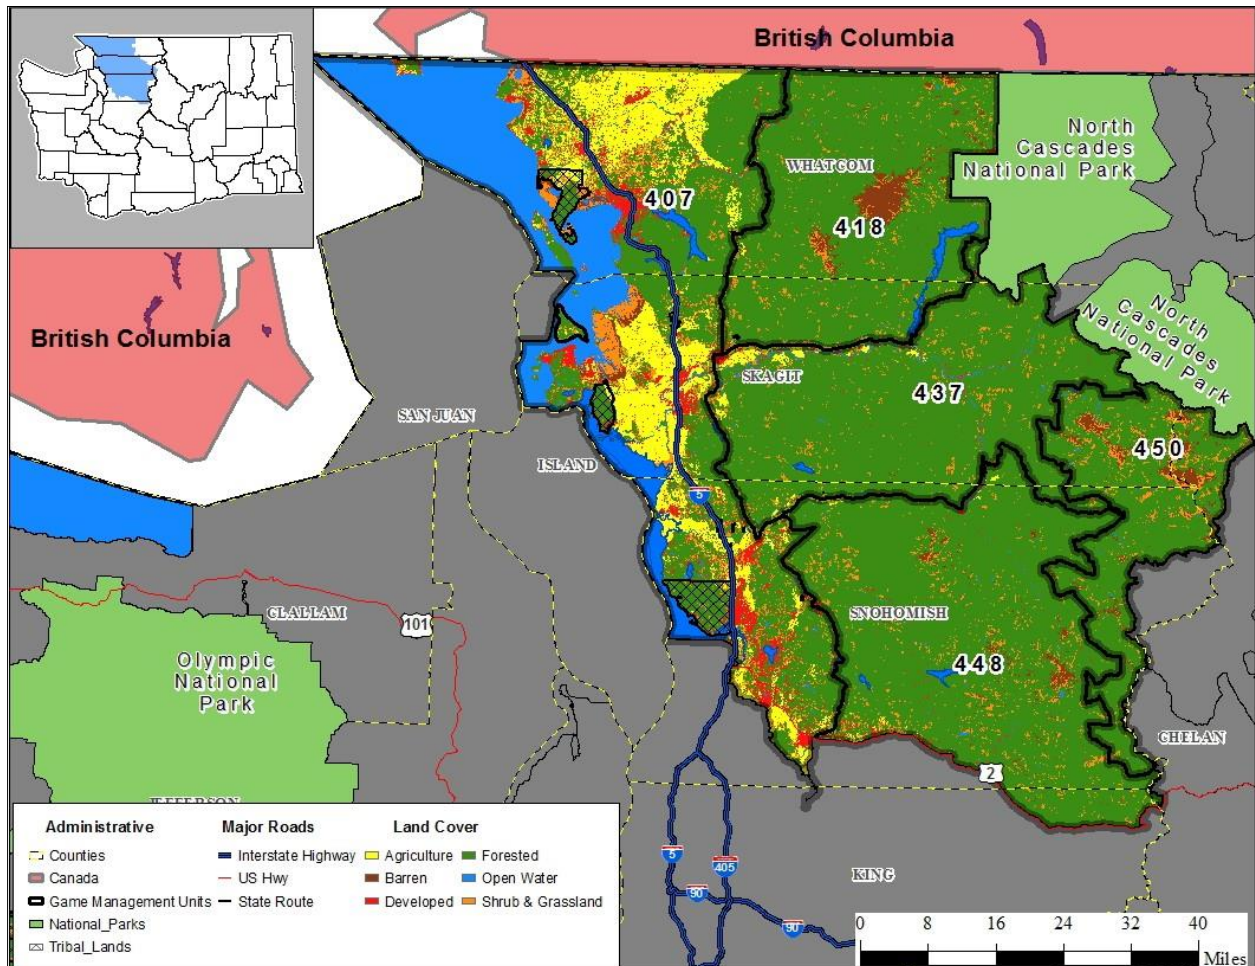 British Columbia
North
Cascades
National Park
WHATCOM
407
418
North
Cascades
National Park
British Columbia
SKAGIT
437
SAN JUAN
450
ISLAND
5
CLALLAM
SNOHOMISH
101
Olympic
National
Park
448
CHELAN
2
JEFFERSON
Administrative
Counties
Canada
Game Management Units
National_Parks
Tribal_Lands
Major Roads
Interstate Highway
US Hwy
State Route
Land Cover
Agriculture
Barren
Developed
Forested
Open Water
Shrub & Grassland
5
405
90
90
KING
0 8 16 24 32 40
Miles